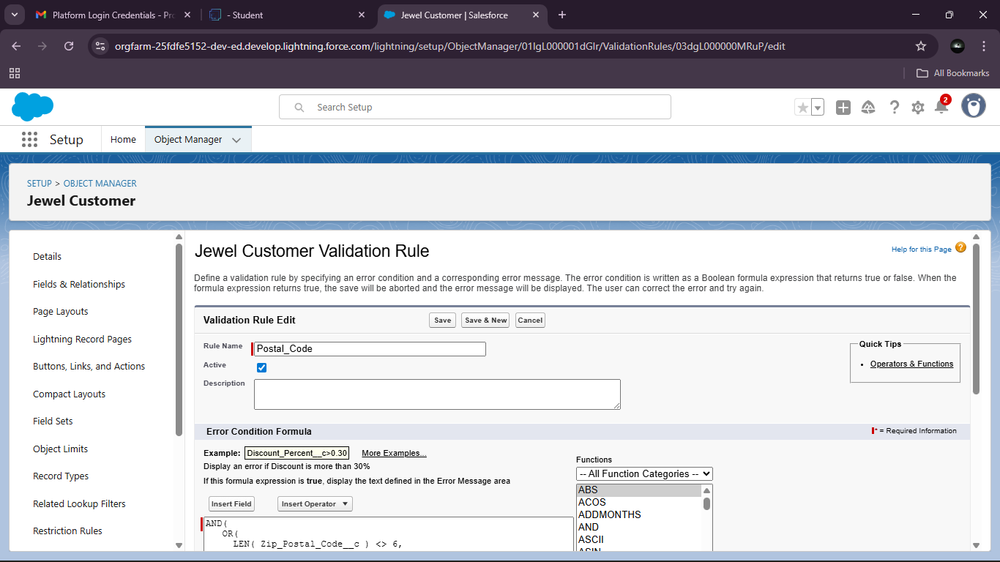 Platform Login Credentials - Pro
- Student
Jewel Customer | Salesforce
orgfarm-25fdfe5152-dev-ed.develop.lightning.force.com/lightning/setup/ObjectManager/01IgL000001dGIr/ValidationRules/03dgL000000MRuP/edit
All Bookmarks
Search Setup
2
Setup
Home
Object Manager
SETUP > OBJECT MANAGER
Jewel Customer
Details
Fields & Relationships
Page Layouts
Lightning Record Pages
Buttons, Links, and Actions
Compact Layouts
Field Sets
Object Limits
Record Types
Related Lookup Filters
Restriction Rules
Jewel Customer Validation Rule
Help for this Page ?
Define a validation rule by specifying an error condition and a corresponding error message. The error condition is written as a Boolean formula expression that returns true or false. When the
formula expression returns true, the save will be aborted and the error message will be displayed. The user can correct the error and try again.
Validation Rule Edit
Save
Save & New
Cancel
Rule Name
Postal_Code
Active
Description
Quick Tips
• Operators & Functions
Error Condition Formula
* = Required Information
Example:
Discount_Percent__c>0.30
More Examples...
Display an error if Discount is more than 30%
If this formula expression is true, display the text defined in the Error Message area
Insert Field
Insert Operator
AND(
OR(
LEN( Zip_Postal_Code__c ) <> 6,
Functions
-- All Function Categories --
ABS
ACOS
ADDMONTHS
AND
ASCII
ASIN